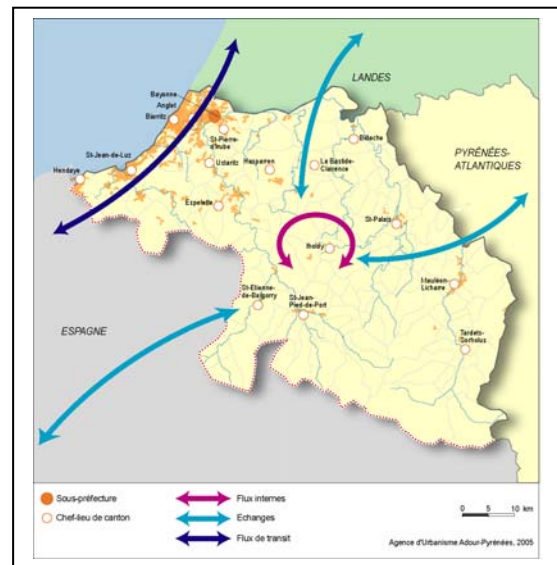 LANDES
Bayonne
Anglet
Biarritz
Bidache
St-Pierre-
d'Irube
PYRÉNÉES-
ATLANTIQUES
St-Jean-de-Luz
Hasparren
La Bastide-
Clairence
Ustaritz
Hendaye
Espelette
St-Palais
Iholdy
Mauléon-
Licharre
St-Etienne-
de-Baïgorry
St-Jean-
Pied-de-Port
ESPAGNE
Tardets-
Sorholus
Sous-préfecture
Flux internes
Chef-lieu de canton
Echanges
0 5 10 km
Flux de transit
Agence d'Urbanisme Adour-Pyrénées, 2005